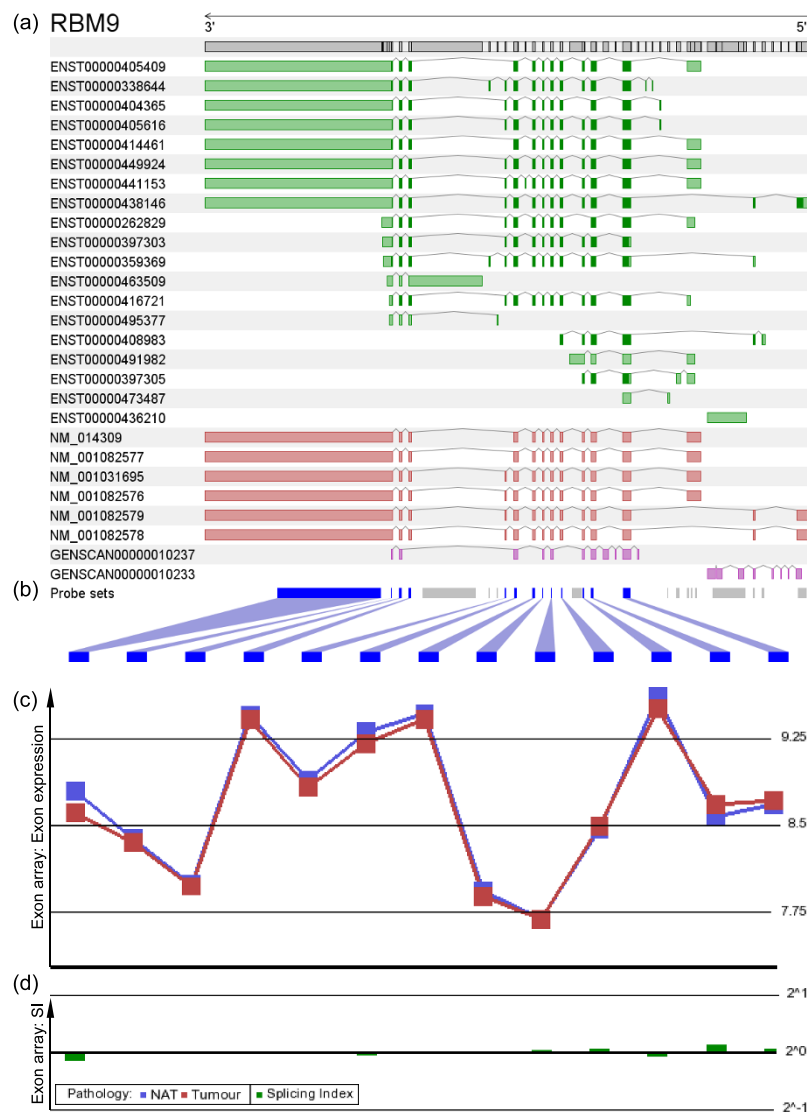 (a) RBM9
3' 5'
ENST00000405409
ENST00000338644
ENST00000404365
ENST00000405616
ENST00000414461
ENST00000449924
ENST00000441153
ENST00000438146
ENST00000262829
ENST00000397303
ENST00000359369
ENST00000463509
ENST00000416721
ENST00000495377
ENST00000408983
ENST00000491982
ENST00000397305
ENST00000473487
ENST00000436210
NM_014309
NM_001082577
NM_001031695
NM_001082576
NM_001082579
NM_001082578
GENSCAN00000010237
GENSCAN00000010233
(b) Probe sets
(c)
Exon array: Exon expression
9.25
8.5
7.75
(d)
Exon array: SI
2^1
2^0
2^-1
Pathology: NAT Tumour Splicing Index